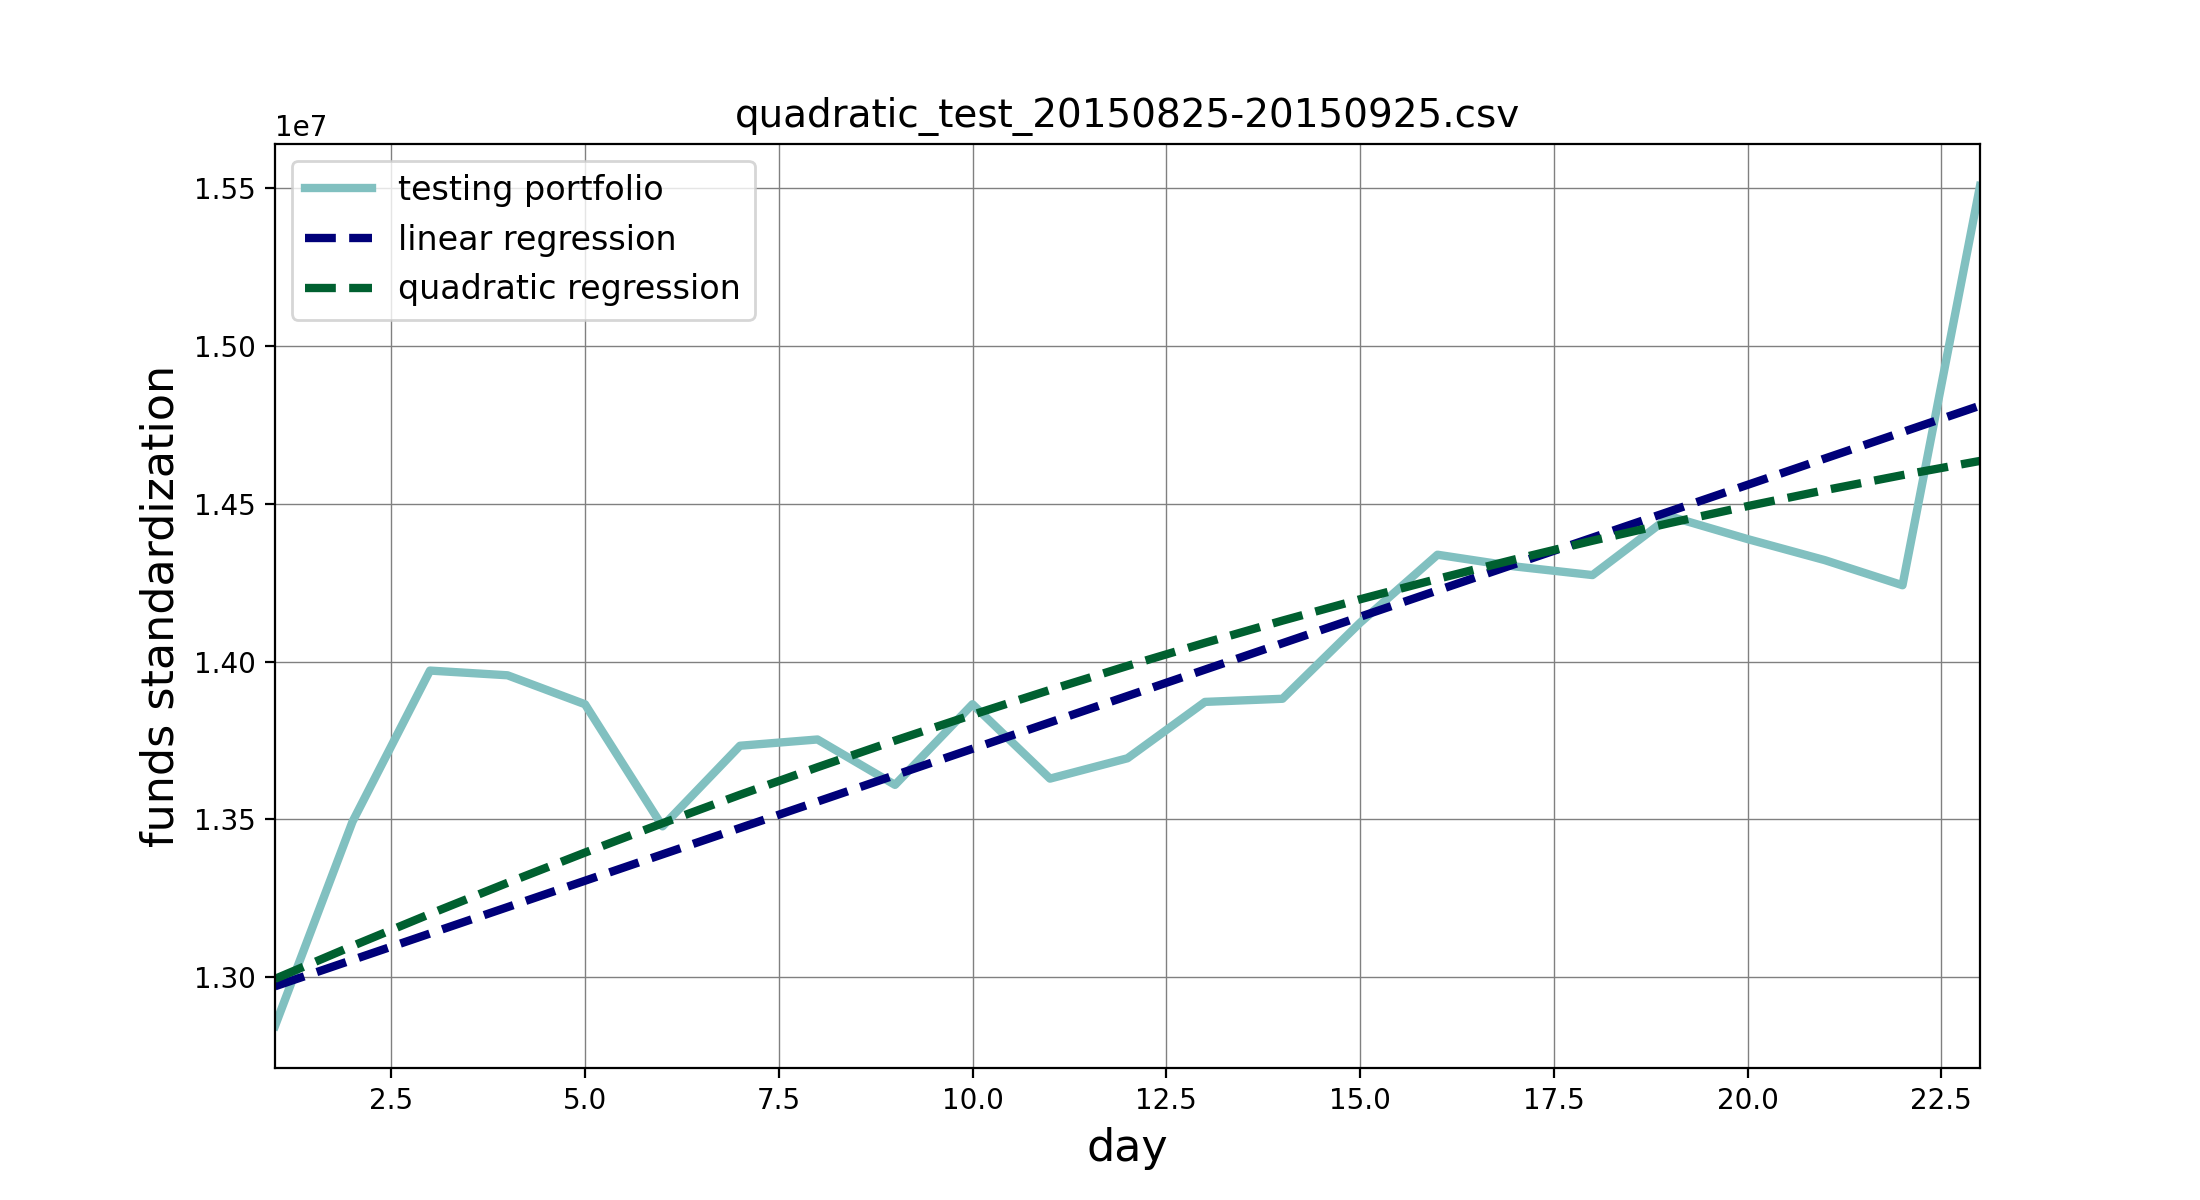 quadratic_test_20150825-20150925.csv
1e7
testing portfolio
linear regression
quadratic regression
funds standardization
1.55
1.50
1.45
1.40
1.35
1.30
2.5 5.0 7.5 10.0 12.5 15.0 17.5 20.0 22.5
day